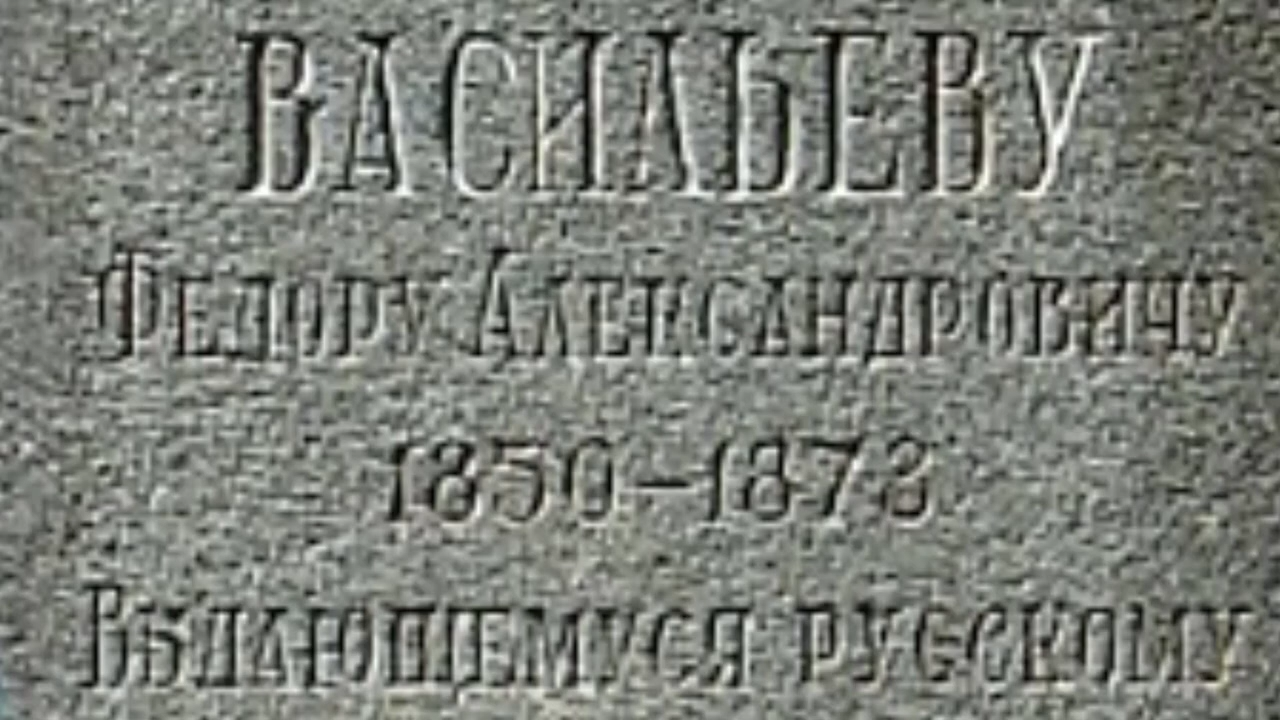 ВАСИЛЬЕВУ
ФЕДОРУ АЛЕКСАНДРОВИЧУ
1850–1873
ВЫДАЮЩЕМУСЯ РУССКОМУ